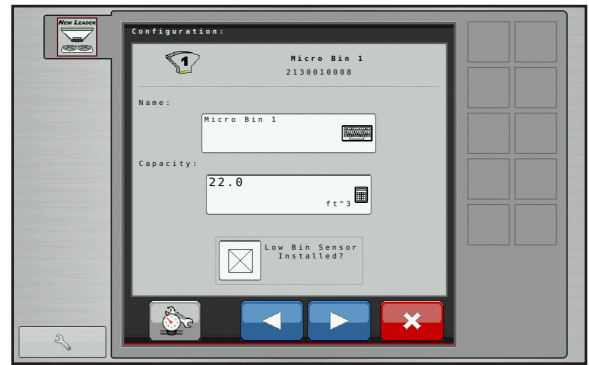 New Leader
Configuration:
1
Micro Bin 1
2130010008
Name:
Micro Bin 1
Capacity:
22.0
ft^3
Low Bin Sensor
Installed?